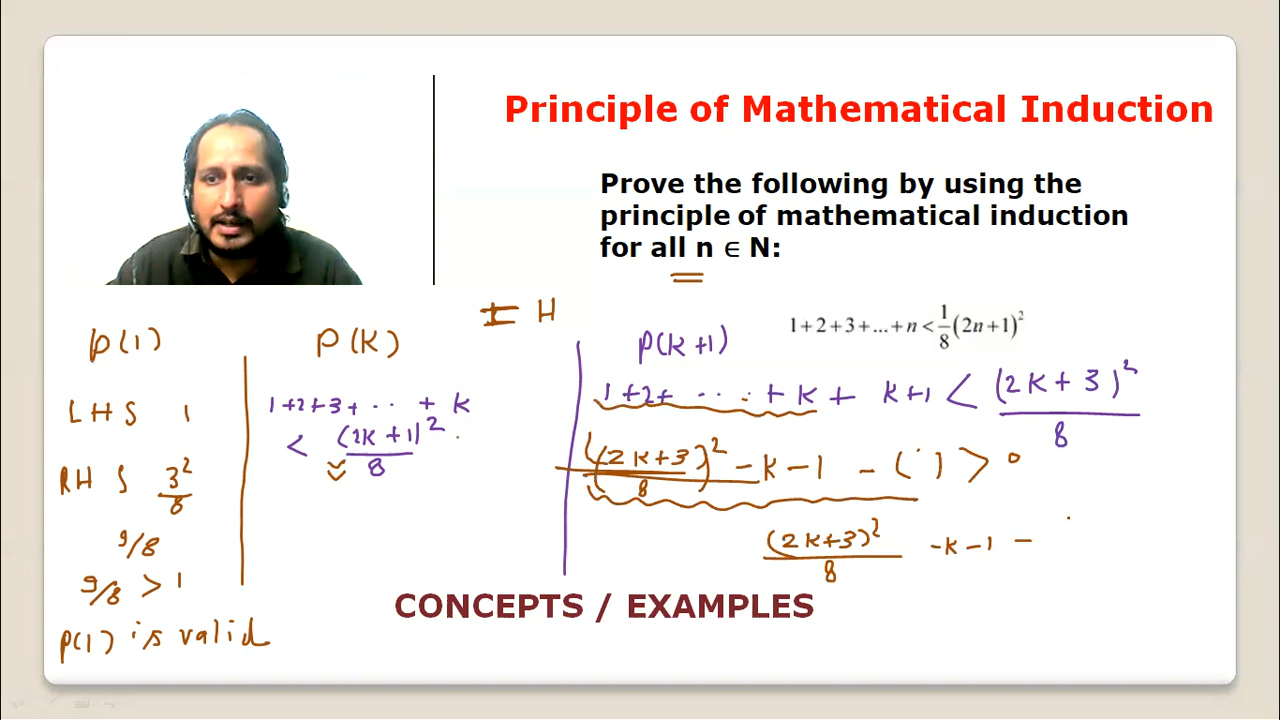 Principle of Mathematical Induction
Prove the following by using the
principle of mathematical induction
for all n ∈ N:
1+2+3+...+n<1/8(2n+1)²
I H
P(1)
LHS 1
RHS 3²/8
9/8
9/8 > 1
P(1) is valid
P(K)
1+2+3+ ... + K
< (2K+1)²/8
P(K+1)
1+2+ ... + K + K+1 < (2K+3)²/8
((2K+3)/8)² -K-1 -( ) > 0
(2K+3)²/8 -K-1 -
CONCEPTS / EXAMPLES